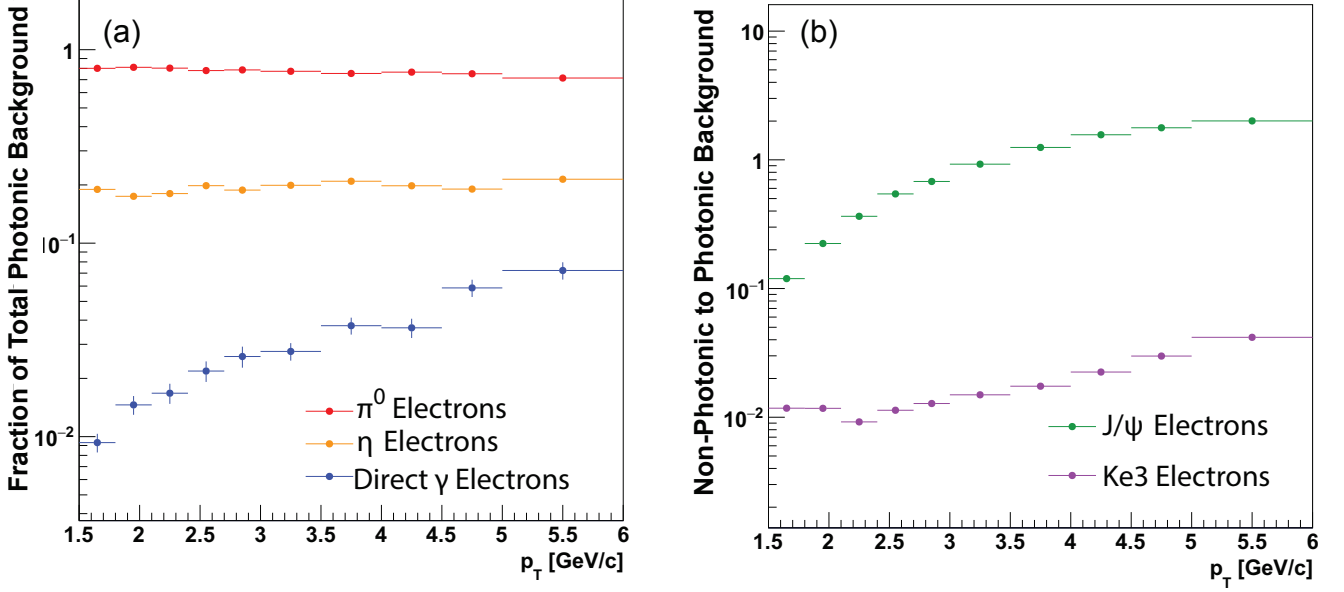 (a)
Fraction of Total Photonic Background
1
10⁻¹
10⁻²
π⁰ Electrons
η Electrons
Direct γ Electrons
1.5 2 2.5 3 3.5 4 4.5 5 5.5 6
p_T [GeV/c]
(b)
Non-Photonic to Photonic Background
10
1
10⁻¹
10⁻²
J/ψ Electrons
Ke3 Electrons
1.5 2 2.5 3 3.5 4 4.5 5 5.5 6
p_T [GeV/c]